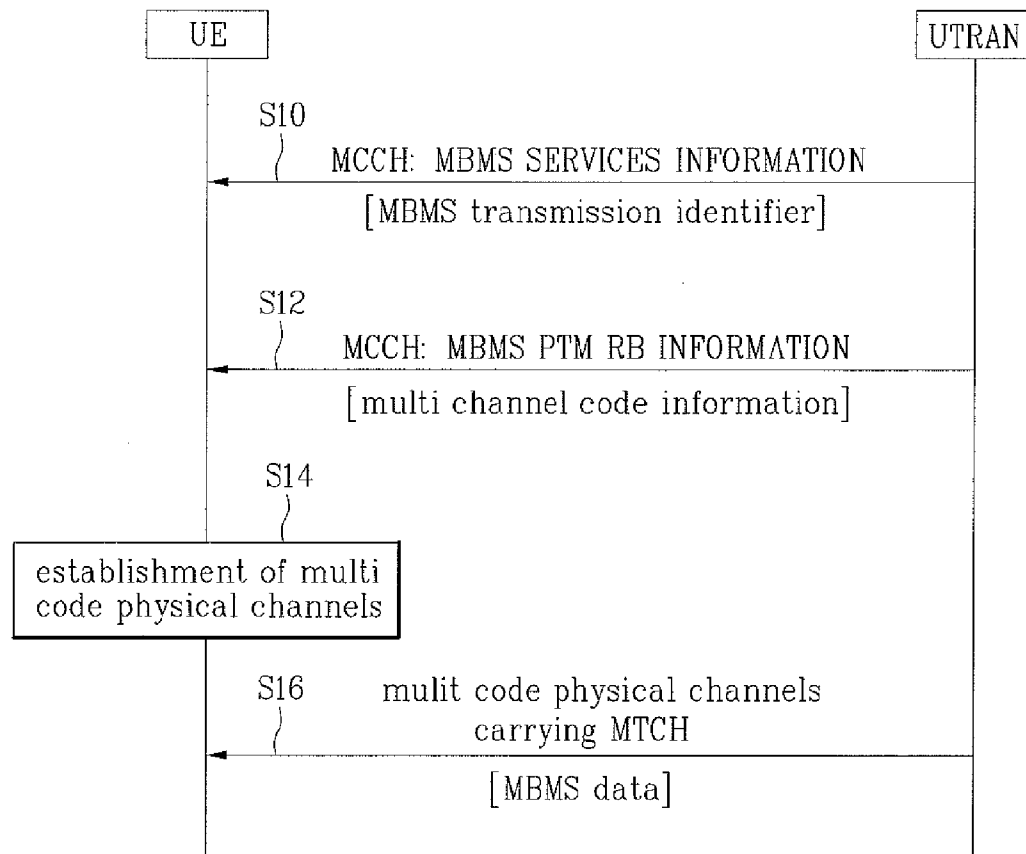 UE
UTRAN
S10
MCCH: MBMS SERVICES INFORMATION
[MBMS transmission identifier]
S12
MCCH: MBMS PTM RB INFORMATION
[multi channel code information]
S14
establishment of multi
code physical channels
S16
mulit code physical channels
carrying MTCH
[MBMS data]